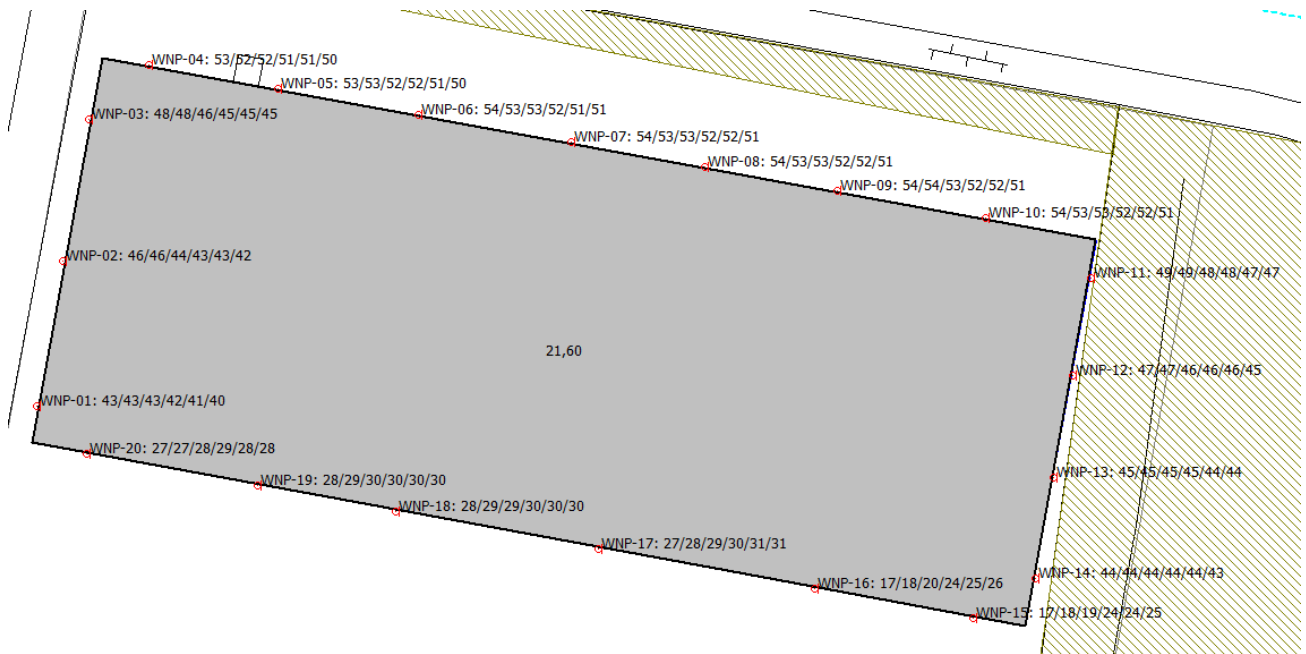 WNP-04: 53/52/52/51/51/50
WNP-05: 53/53/52/52/51/50
WNP-03: 48/48/46/45/45/45
WNP-06: 54/53/53/52/51/51
WNP-07: 54/53/53/52/52/51
WNP-08: 54/53/53/52/52/51
WNP-09: 54/54/53/52/52/51
WNP-10: 54/53/53/52/52/51
WNP-02: 46/46/44/43/43/42
WNP-11: 49/49/48/48/47/47
21,60
WNP-12: 47/47/46/46/46/45
WNP-01: 43/43/43/42/41/40
WNP-20: 27/27/28/29/28/28
WNP-13: 45/45/45/45/44/44
WNP-19: 28/29/30/30/30/30
WNP-18: 28/29/29/30/30/30
WNP-17: 27/28/29/30/31/31
WNP-14: 44/44/44/44/44/43
WNP-16: 17/18/20/24/25/26
WNP-15: 17/18/19/24/24/25